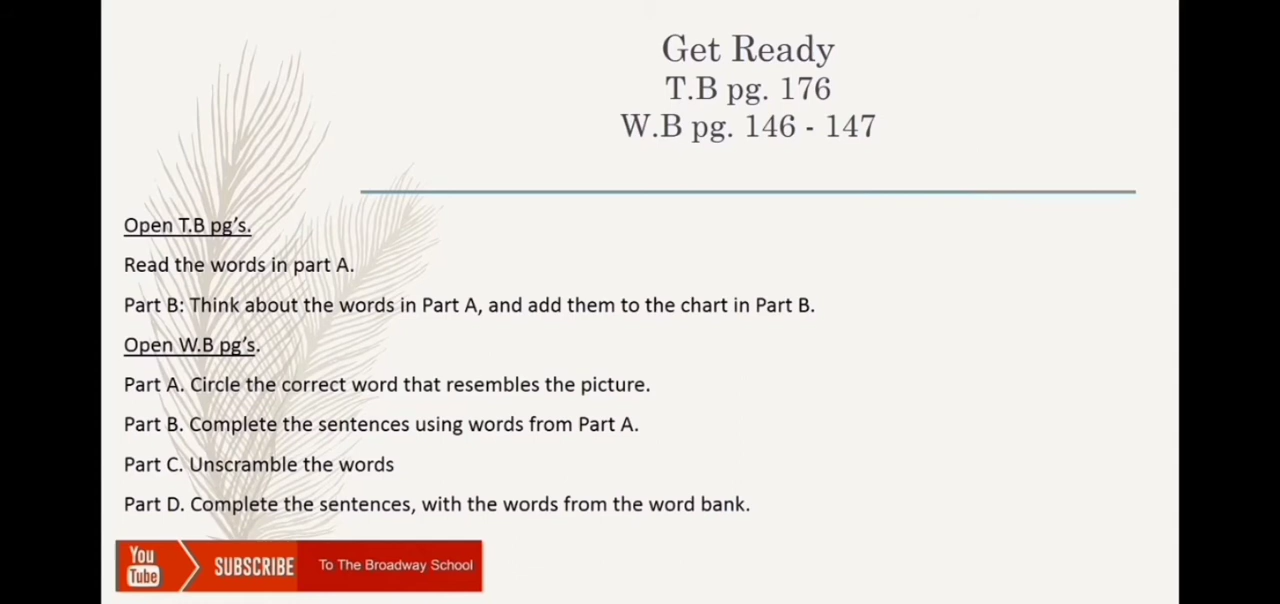 Get Ready
T.B pg. 176
W.B pg. 146 - 147
Open T.B pg's.
Read the words in part A.
Part B: Think about the words in Part A, and add them to the chart in Part B.
Open W.B pg's.
Part A. Circle the correct word that resembles the picture.
Part B. Complete the sentences using words from Part A.
Part C. Unscramble the words
Part D. Complete the sentences, with the words from the word bank.
You
Tube
SUBSCRIBE
To The Broadway School